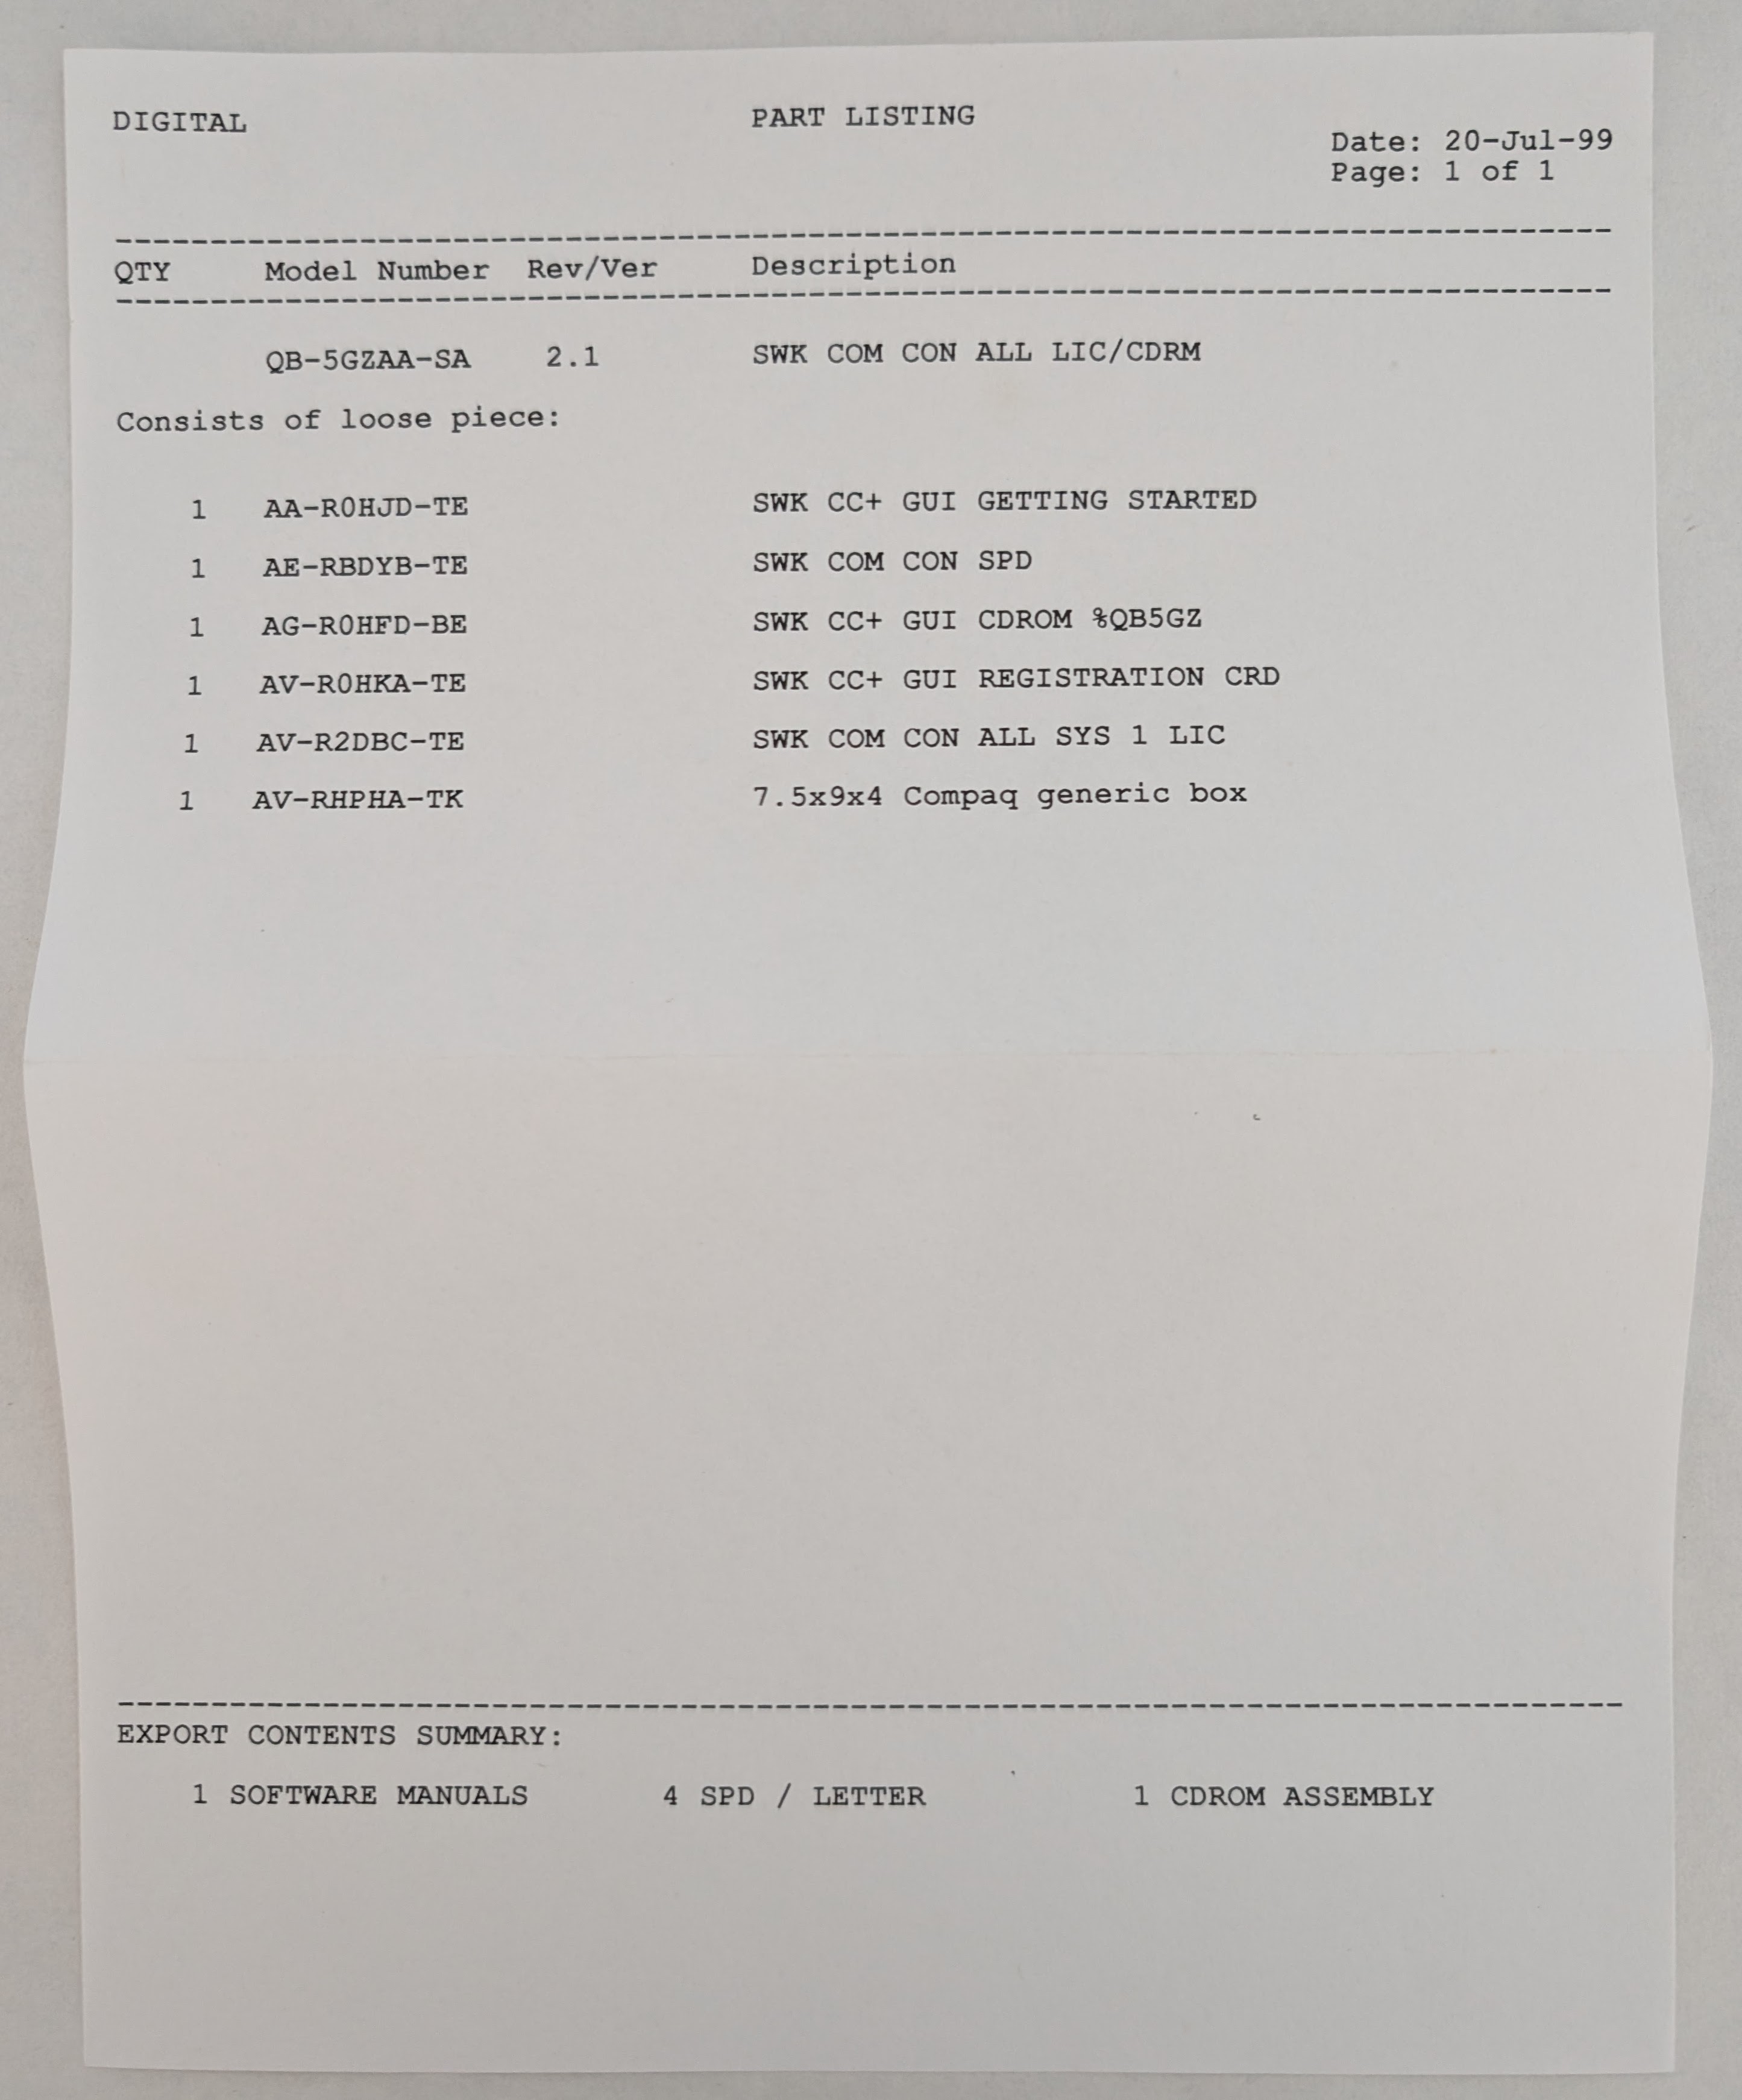 DIGITAL PART LISTING
Date: 20-Jul-99
Page: 1 of 1
--------------------------------------------------------------------------------
QTY Model Number Rev/Ver Description
--------------------------------------------------------------------------------
QB-5GZAA-SA 2.1 SWK COM CON ALL LIC/CDRM
Consists of loose piece:
1 AA-R0HJD-TE SWK CC+ GUI GETTING STARTED
1 AE-RBDYB-TE SWK COM CON SPD
1 AG-R0HFD-BE SWK CC+ GUI CDROM %QB5GZ
1 AV-R0HKA-TE SWK CC+ GUI REGISTRATION CRD
1 AV-R2DBC-TE SWK COM CON ALL SYS 1 LIC
1 AV-RHPHA-TK 7.5x9x4 Compaq generic box
--------------------------------------------------------------------------------
EXPORT CONTENTS SUMMARY:
1 SOFTWARE MANUALS 4 SPD / LETTER 1 CDROM ASSEMBLY